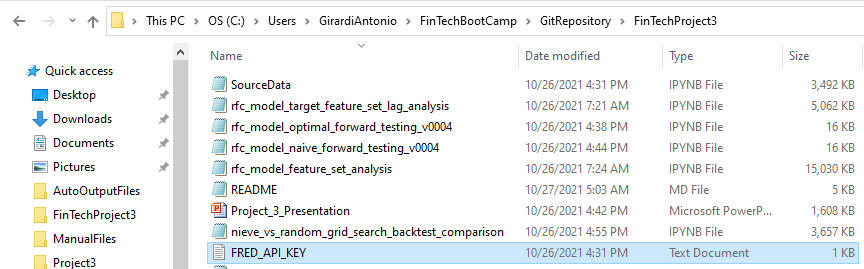 This PC > OS (C:) > Users > GirardiAntonio > FinTechBootCamp > GitRepository > FinTechProject3
Name Date modified Type Size
Quick access
Desktop
Downloads
Documents
Pictures
AutoOutputFiles
FinTechProject3
ManualFiles
Project3
SourceData 10/26/2021 4:31 PM IPYNB File 3,492 KB
rfc_model_target_feature_set_lag_analysis 10/26/2021 7:21 AM IPYNB File 5,062 KB
rfc_model_optimal_forward_testing_v0004 10/26/2021 4:38 PM IPYNB File 16 KB
rfc_model_naive_forward_testing_v0004 10/26/2021 4:44 PM IPYNB File 16 KB
rfc_model_feature_set_analysis 10/26/2021 7:24 AM IPYNB File 15,030 KB
README 10/27/2021 5:03 AM MD File 5 KB
Project_3_Presentation 10/26/2021 4:42 PM Microsoft PowerP... 1,608 KB
nieve_vs_random_grid_search_backtest_comparison 10/26/2021 4:55 PM IPYNB File 3,657 KB
FRED_API_KEY 10/26/2021 4:31 PM Text Document 1 KB